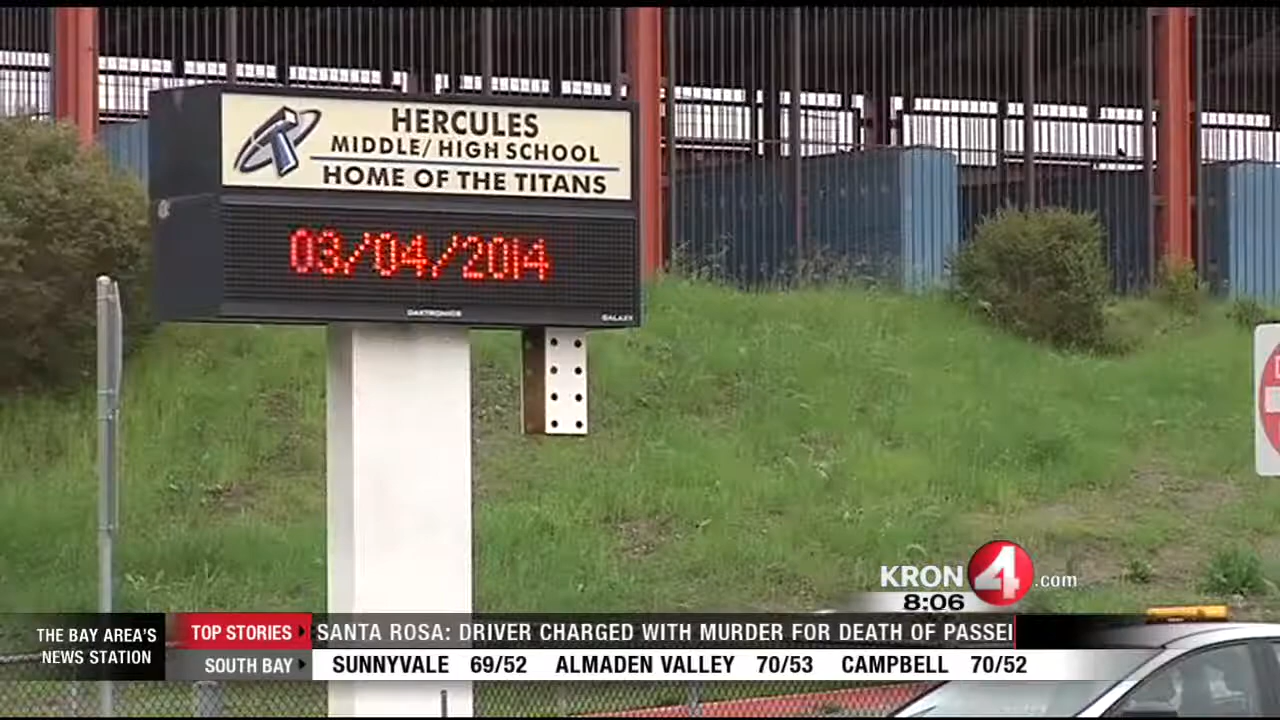 HERCULES
MIDDLE/HIGH SCHOOL
HOME OF THE TITANS
03/04/2014
DAKTRONICS GALAXY
KRON 4 .com
8:06
THE BAY AREA'S
NEWS STATION
TOP STORIES SANTA ROSA: DRIVER CHARGED WITH MURDER FOR DEATH OF PASSE
SOUTH BAY SUNNYVALE 69/52 ALMADEN VALLEY 70/53 CAMPBELL 70/52